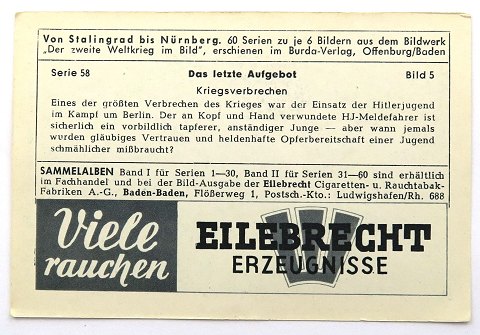 Von Stalingrad bis Nürnberg. 60 Serien zu je 6 Bildern aus dem Bildwerk
„Der zweite Weltkrieg im Bild”, erschienen im Burda-Verlag, Offenburg/Baden
Serie 58 Das letzte Aufgebot Bild 5
Kriegsverbrechen
Eines der größten Verbrechen des Krieges war der Einsatz der Hitlerjugend
im Kampf um Berlin. Der an Kopf und Hand verwundete HJ-Meldefahrer ist
sicherlich ein vorbildlich tapferer, anständiger Junge — aber wann jemals
wurden gläubiges Vertrauen und heldenhafte Opferbereitschaft einer Jugend
schmählicher mißbraucht?
SAMMELALBEN Band I für Serien 1—30, Band II für Serien 31—60 sind erhältlich
im Fachhandel und bei der Bild-Ausgabe der Eilebrecht Cigaretten- u. Rauchtabak-
Fabriken A.-G., Baden-Baden, Flößerweg 1, Postsch.-Kto.: Ludwigshafen/Rh. 688
Viele
rauchen
EILEBRECHT
ERZEUGNISSE